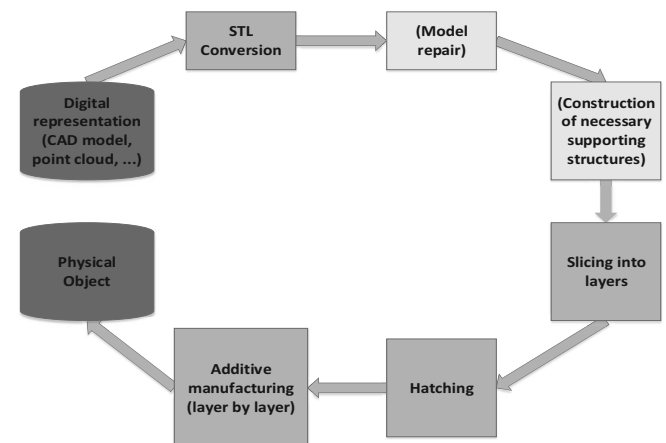 Digital
representation
(CAD model,
point cloud, ...)
STL
Conversion
(Model
repair)
(Construction
of necessary
supporting
structures)
Slicing into
layers
Hatching
Additive
manufacturing
(layer by layer)
Physical
Object